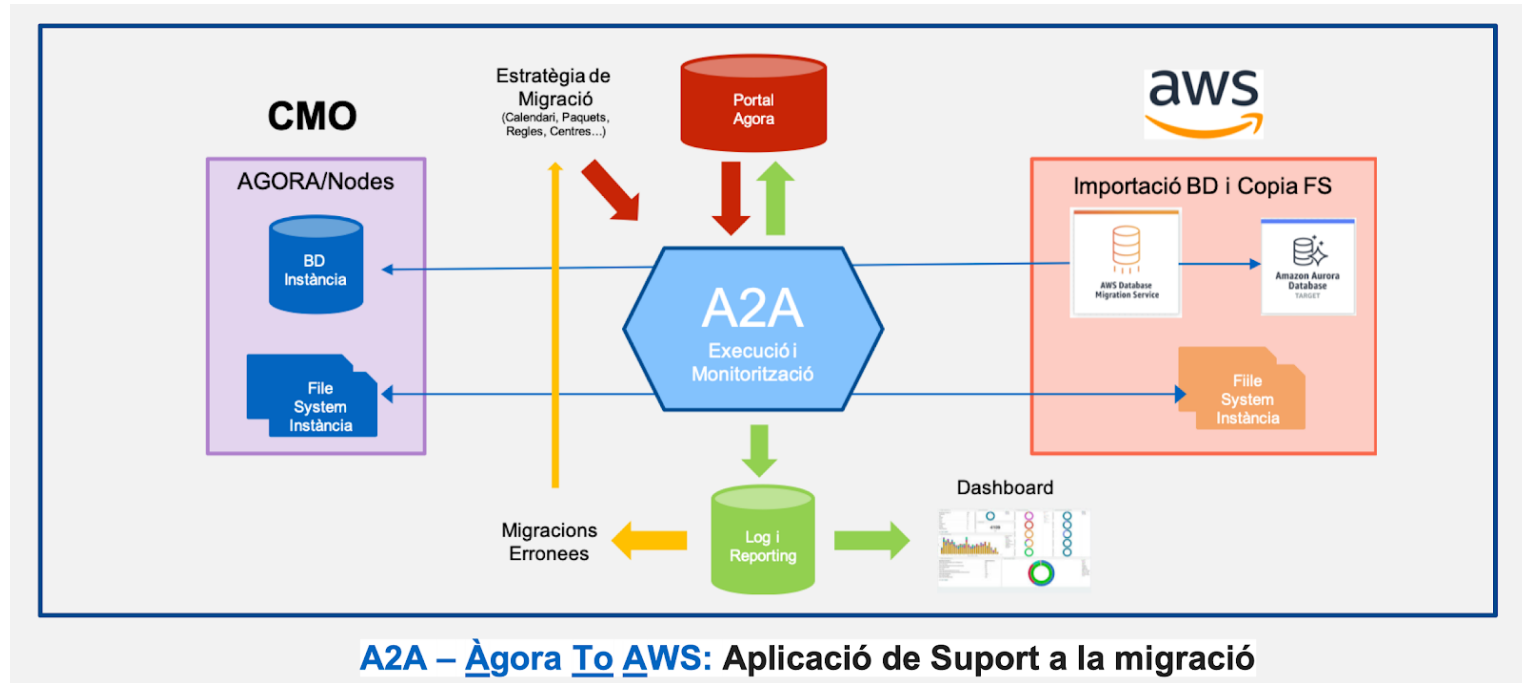 CMO
AGORA/Nodes
BD
Instància
File
System
Instància
Estratègia de
Migració
(Calendari, Paquets,
Regles, Centres...)
Portal
Agora
A2A
Execució i
Monitorització
Log i
Reporting
Migracions
Erronees
Dashboard
aws
Importació BD i Copia FS
AWS Database
Migration Service
Amazon Aurora
Database
TARGET
Fiile
System
Instància
A2A – Àgora To AWS: Aplicació de Suport a la migració